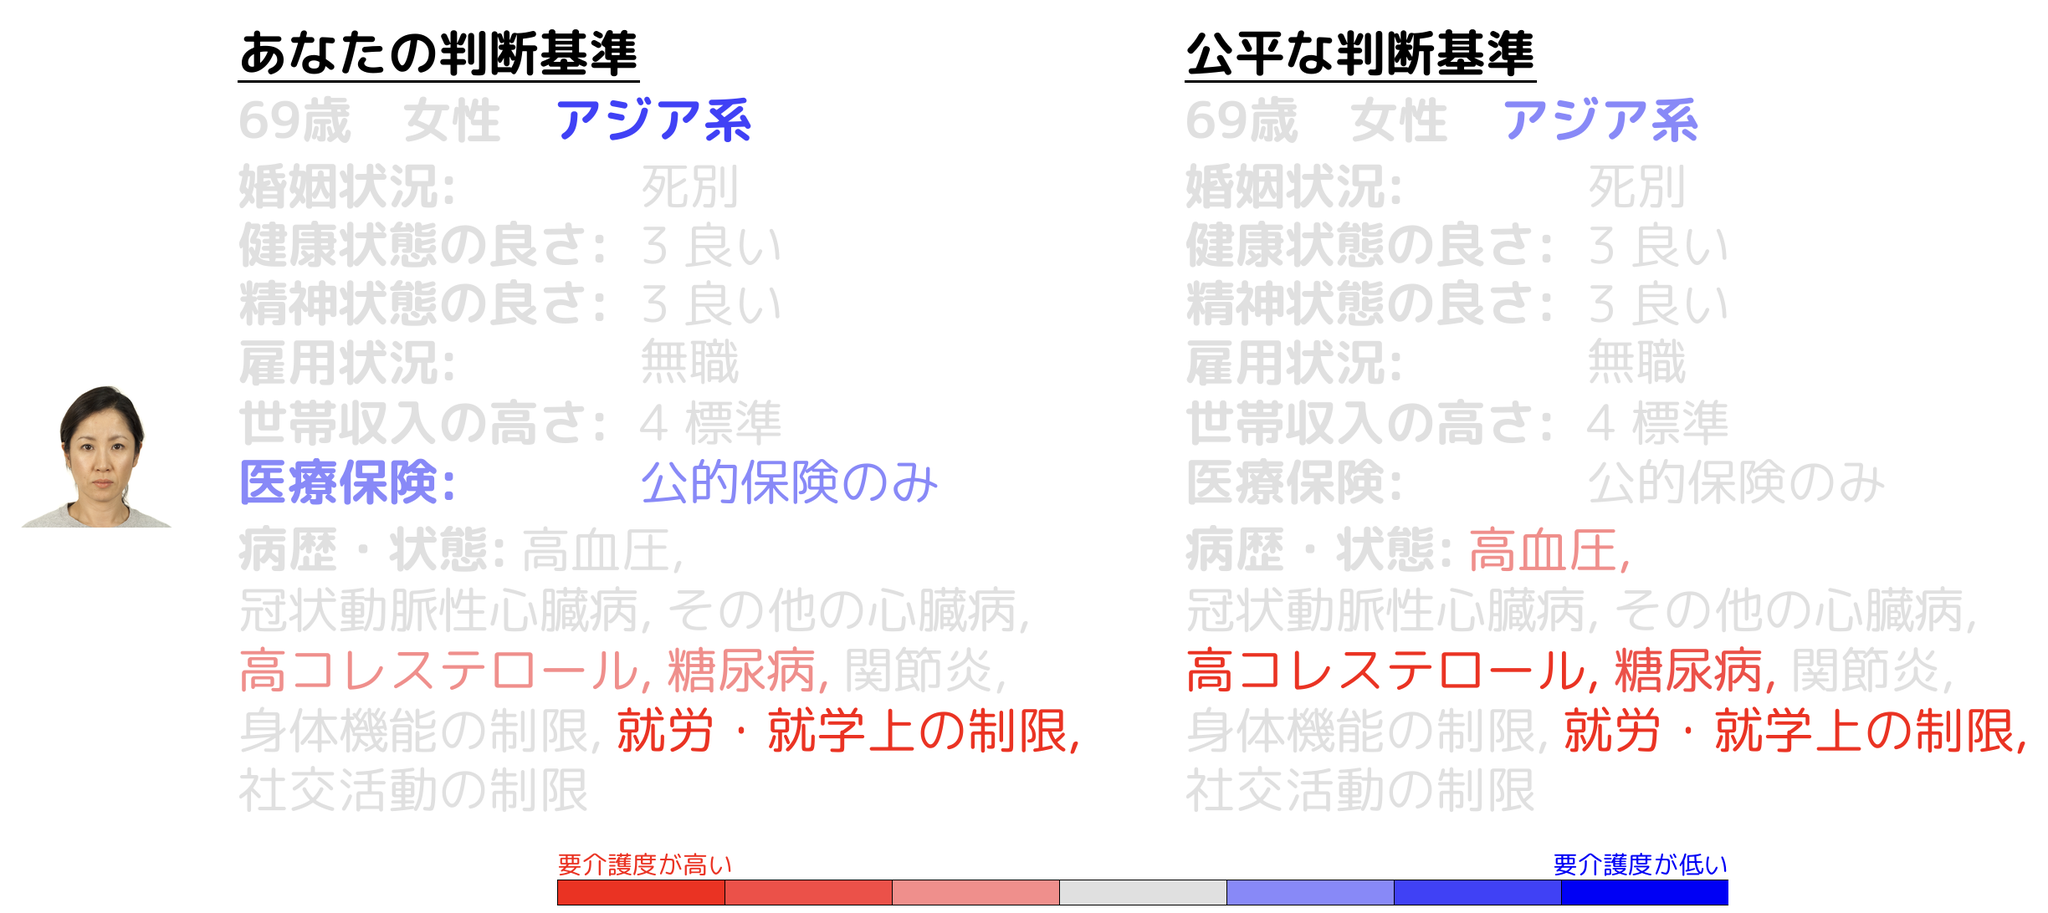 あなたの判断基準
69歳 女性 アジア系
婚姻状況: 死別
健康状態の良さ: 3 良い
精神状態の良さ: 3 良い
雇用状況: 無職
世帯収入の高さ: 4 標準
医療保険: 公的保険のみ
病歴・状態: 高血圧,
冠状動脈性心臓病, その他の心臓病,
高コレステロール, 糖尿病, 関節炎,
身体機能の制限, 就労・就学上の制限,
社交活動の制限
公平な判断基準
69歳 女性 アジア系
婚姻状況: 死別
健康状態の良さ: 3 良い
精神状態の良さ: 3 良い
雇用状況: 無職
世帯収入の高さ: 4 標準
医療保険: 公的保険のみ
病歴・状態: 高血圧,
冠状動脈性心臓病, その他の心臓病,
高コレステロール, 糖尿病, 関節炎,
身体機能の制限, 就労・就学上の制限,
社交活動の制限
要介護度が高い
要介護度が低い